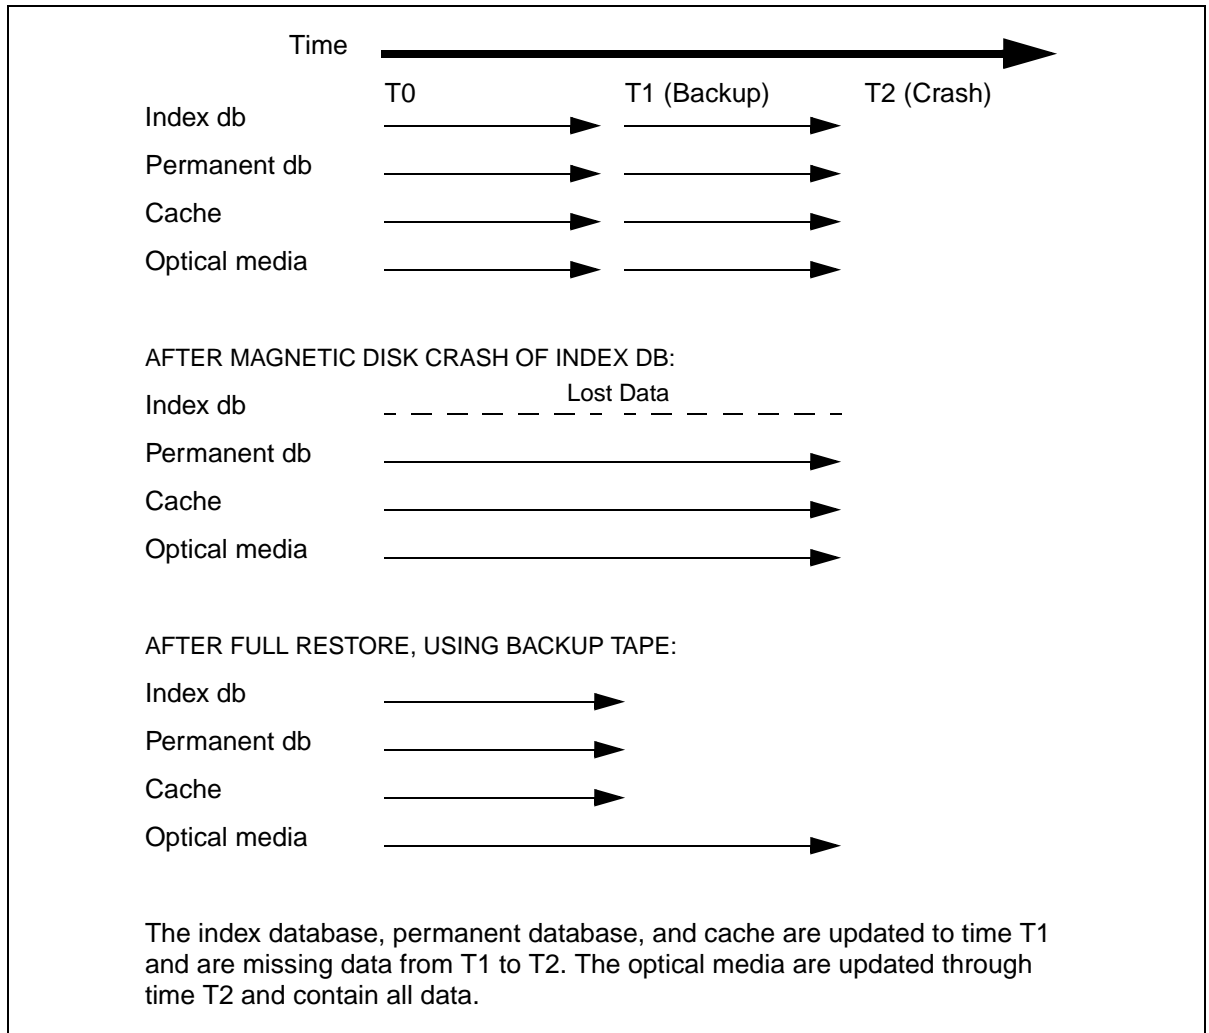 Time
T0 T1 (Backup) T2 (Crash)
Index db
Permanent db
Cache
Optical media
AFTER MAGNETIC DISK CRASH OF INDEX DB:
Lost Data
Index db
Permanent db
Cache
Optical media
AFTER FULL RESTORE, USING BACKUP TAPE:
Index db
Permanent db
Cache
Optical media
The index database, permanent database, and cache are updated to time T1
and are missing data from T1 to T2. The optical media are updated through
time T2 and contain all data.